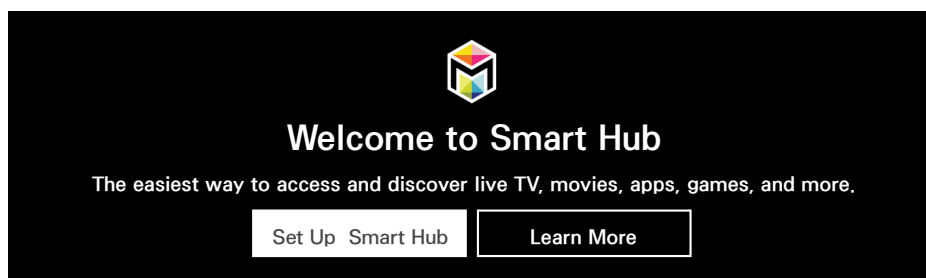 Welcome to Smart Hub
The easiest way to access and discover live TV, movies, apps, games, and more.
Set Up Smart Hub
Learn More